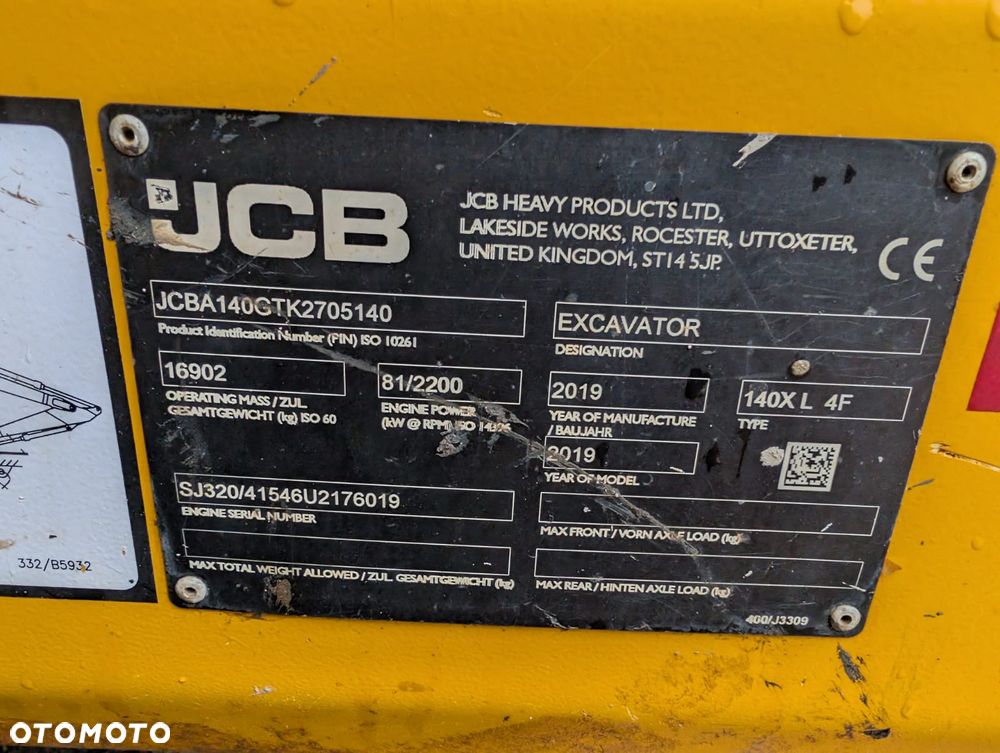 JCB
JCB HEAVY PRODUCTS LTD,
LAKESIDE WORKS, ROCESTER, UTTOXETER,
UNITED KINGDOM, ST14 5JP.
CE
JCBA140GTK2705140
Product Identification Number (PIN) ISO 10261
EXCAVATOR
DESIGNATION
16902
OPERATING MASS / ZUL
GESAMTGEWICHT (kg) ISO 60
81/2200
ENGINE POWER
(kW @ RPM) ISO 14396
2019
YEAR OF MANUFACTURE
/ BAUJAHR
140X L 4F
TYPE
2019
YEAR OF MODEL
SJ320/41546U2176019
ENGINE SERIAL NUMBER
MAX FRONT / VORN AXLE LOAD (kg)
MAX TOTAL WEIGHT ALLOWED / ZUL. GESAMTGEWICHT (kg)
MAX REAR / HINTEN AXLE LOAD (kg)
400/J3309
332/B5932
OTOMOTO